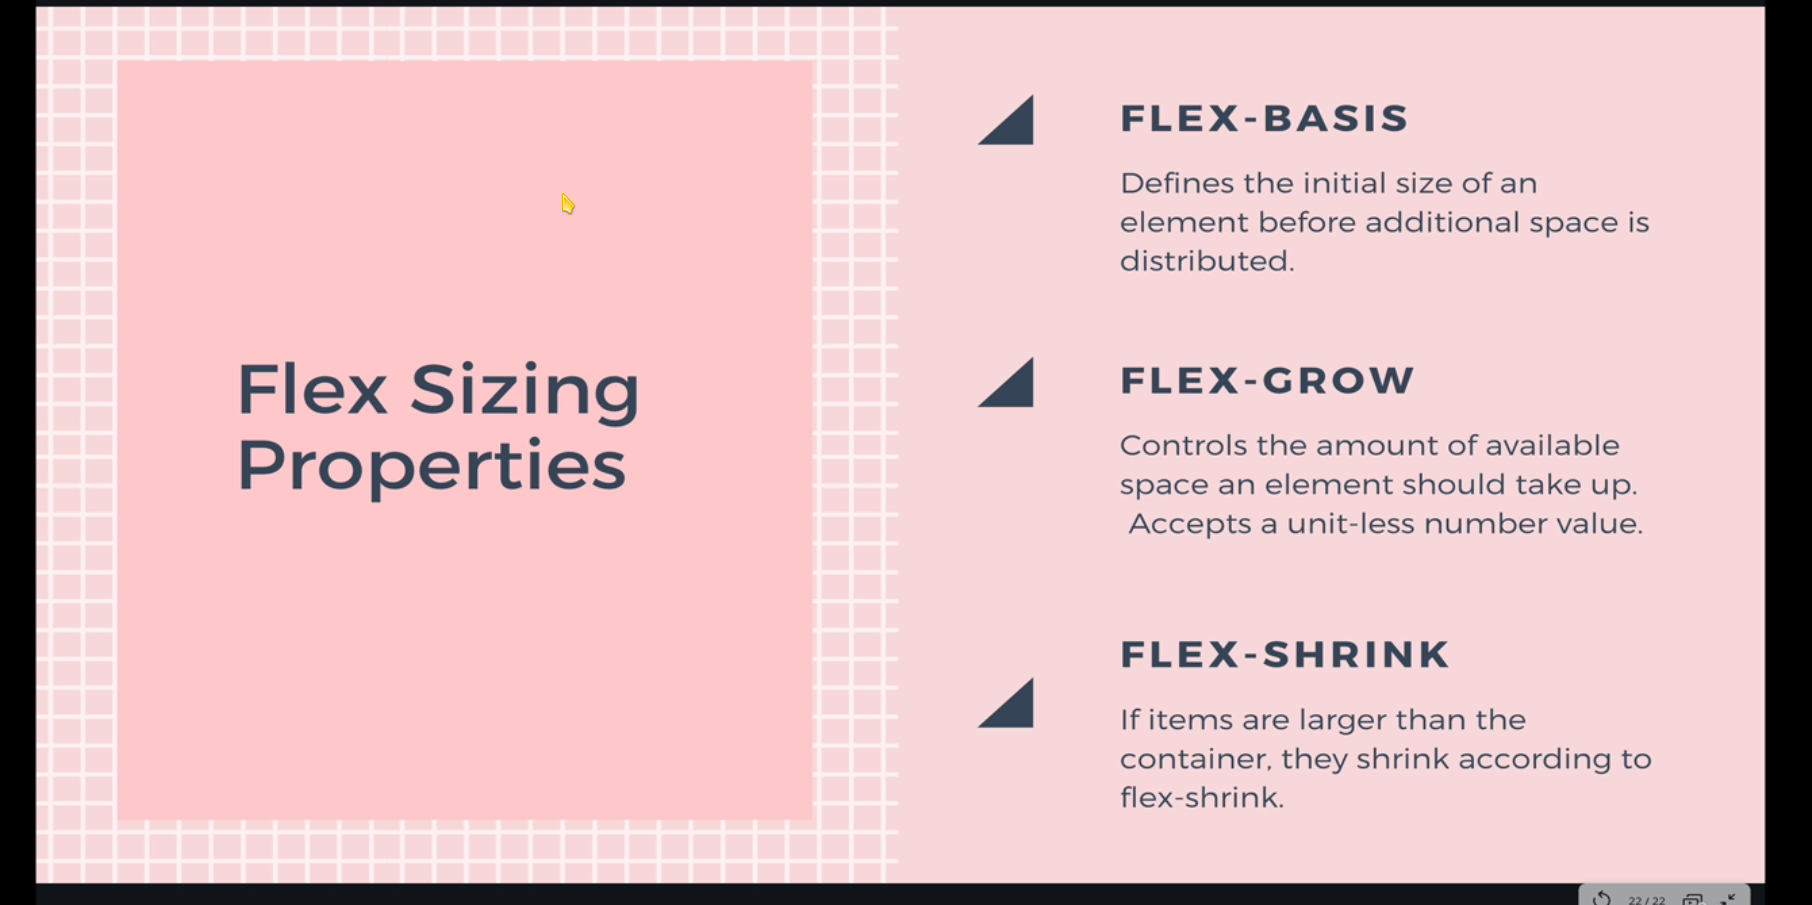 Flex Sizing
Properties
FLEX-BASIS
Defines the initial size of an
element before additional space is
distributed.
FLEX-GROW
Controls the amount of available
space an element should take up.
Accepts a unit-less number value.
FLEX-SHRINK
If items are larger than the
container, they shrink according to
flex-shrink.
22/22